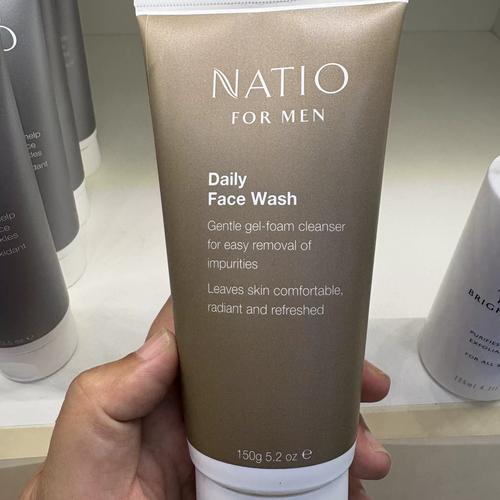 NATIO
FOR MEN
Daily
Face Wash
Gentle gel-foam cleanser
for easy removal of
impurities
Leaves skin comfortable,
radiant and refreshed
150g 5.2 oz ℮
help